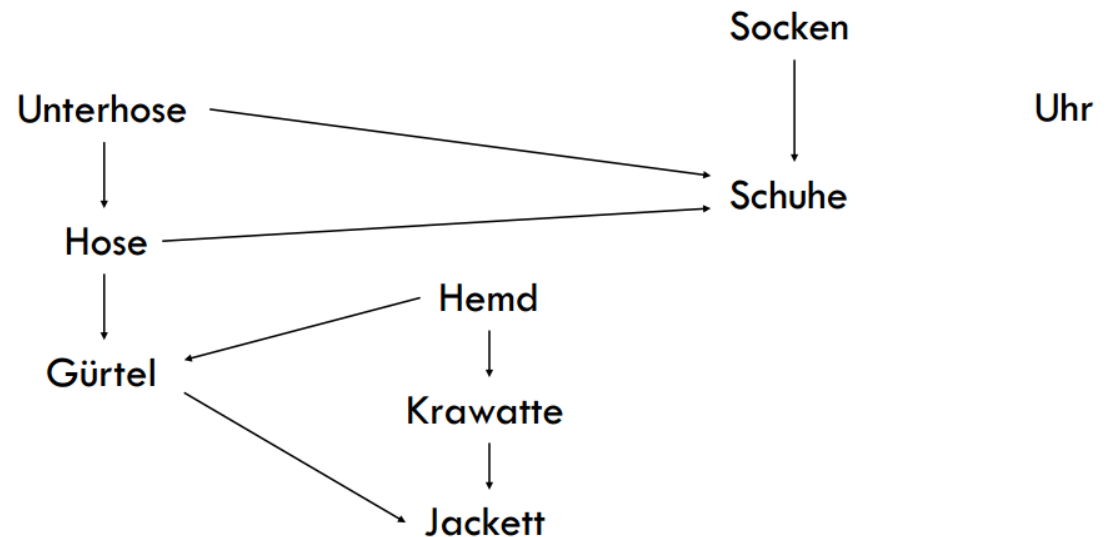 Socken
Unterhose
Uhr
Schuhe
Hose
Hemd
Gürtel
Krawatte
Jackett